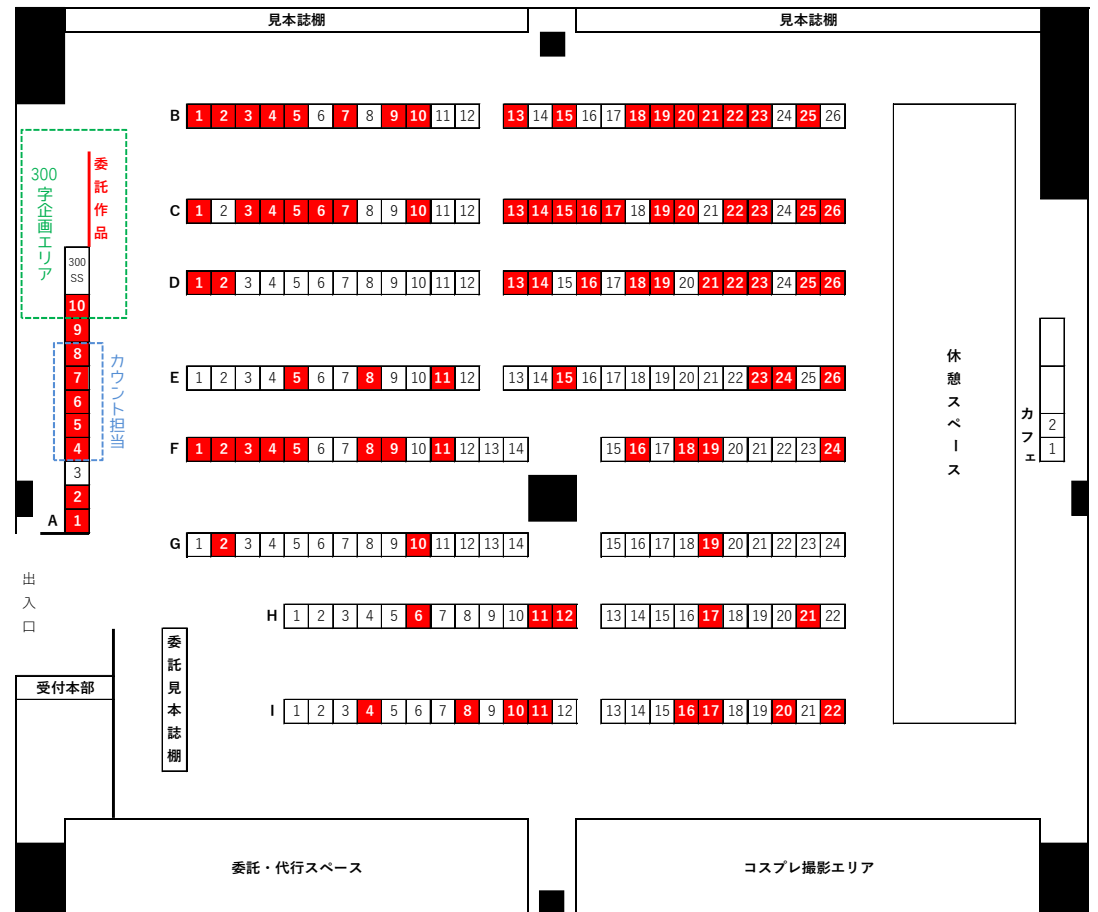 見本誌棚
見本誌棚
B 1 2 3 4 5 6 7 8 9 10 11 12 13 14 15 16 17 18 19 20 21 22 23 24 25 26
委託作品
300
字企画エリア
C 1 2 3 4 5 6 7 8 9 10 11 12 13 14 15 16 17 18 19 20 21 22 23 24 25 26
300
SS
D 1 2 3 4 5 6 7 8 9 10 11 12 13 14 15 16 17 18 19 20 21 22 23 24 25 26
10
9
8
7
6
5
4
3
2
A 1
カウント担当
E 1 2 3 4 5 6 7 8 9 10 11 12 13 14 15 16 17 18 19 20 21 22 23 24 25 26
休憩スペース
カフェ
2
1
F 1 2 3 4 5 6 7 8 9 10 11 12 13 14 15 16 17 18 19 20 21 22 23 24
G 1 2 3 4 5 6 7 8 9 10 11 12 13 14 15 16 17 18 19 20 21 22 23 24
出入口
H 1 2 3 4 5 6 7 8 9 10 11 12 13 14 15 16 17 18 19 20 21 22
委託見本誌棚
受付本部
I 1 2 3 4 5 6 7 8 9 10 11 12 13 14 15 16 17 18 19 20 21 22
委託・代行スペース
コスプレ撮影エリア